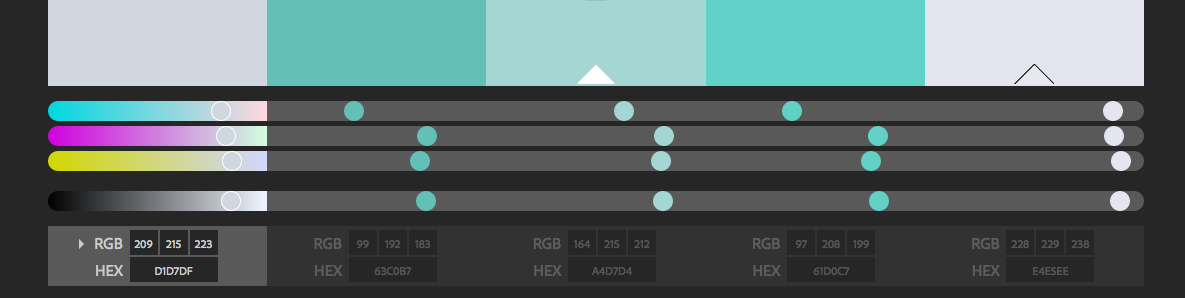 RGB 209 215 223 RGB 99 192 183 RGB 164 215 212 RGB 97 208 199 RGB 228 229 238
HEX D1D7DF HEX 63C0B7 HEX A4D7D4 HEX 61D0C7 HEX E4E5EE